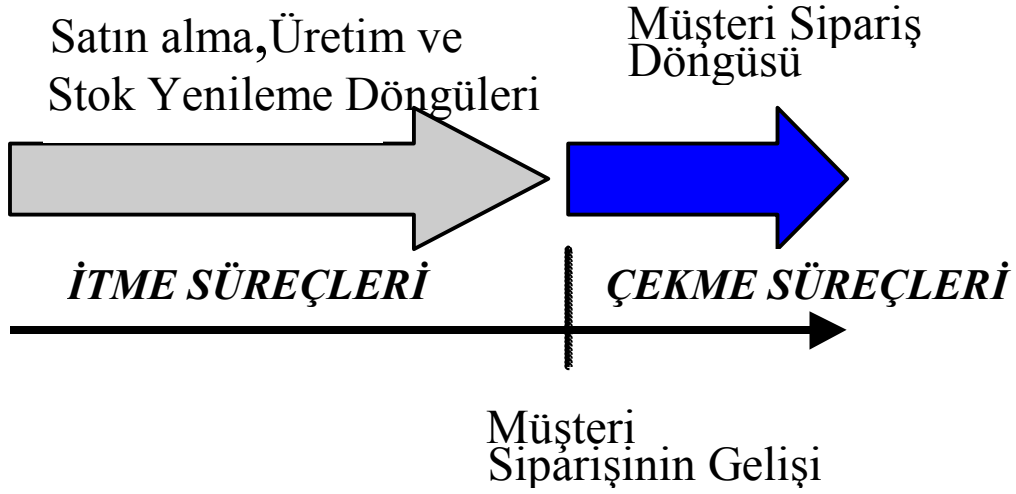 Satın alma,Üretim ve
Stok Yenileme Döngüleri
Müşteri Sipariş
Döngüsü
İTME SÜREÇLERİ
ÇEKME SÜREÇLERİ
Müşteri
Siparişinin Gelişi